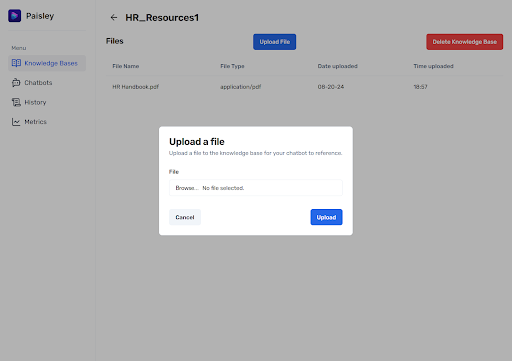 Paisley
HR_Resources1
Files
Upload File
Delete Knowledge Base
Menu
Knowledge Bases
Chatbots
History
Metrics
File Name File Type Date uploaded Time uploaded
HR Handbook.pdf application/pdf 08-20-24 18:57
Upload a file
Upload a file to the knowledge base for your chatbot to reference.
File
Browse... No file selected.
Cancel
Upload